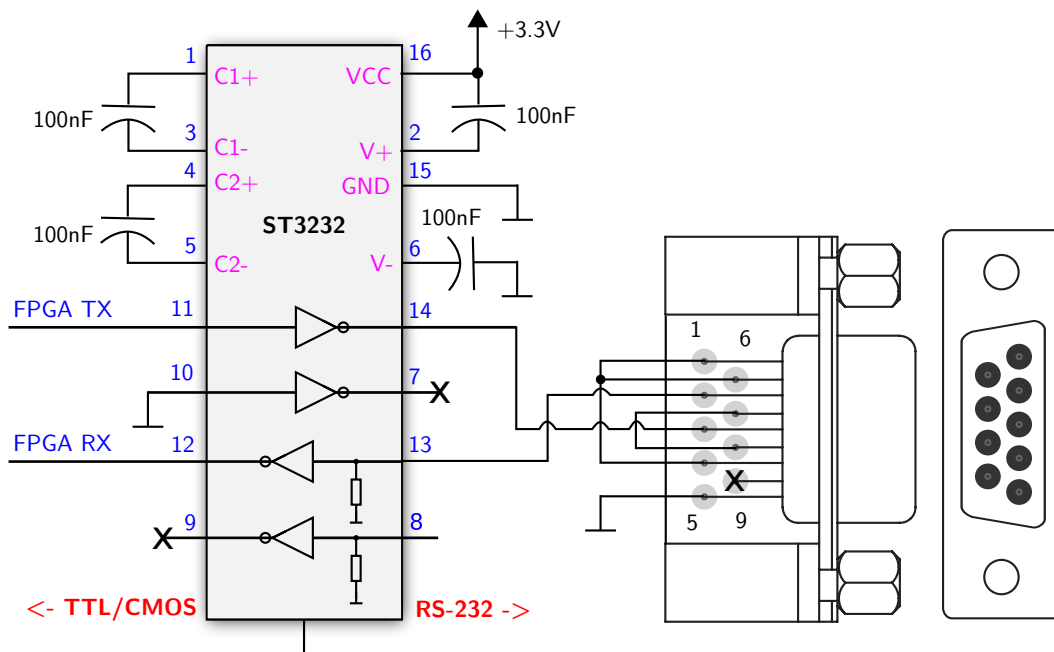 +3.3V
1
16
C1+
VCC
100nF
100nF
3
2
C1-
V+
4
15
C2+
GND
100nF
ST3232
100nF
5
6
C2-
V-
FPGA TX
11
14
1
6
10
7
X
FPGA RX
12
13
X
9
8
X
5
9
<- TTL/CMOS
RS-232 ->